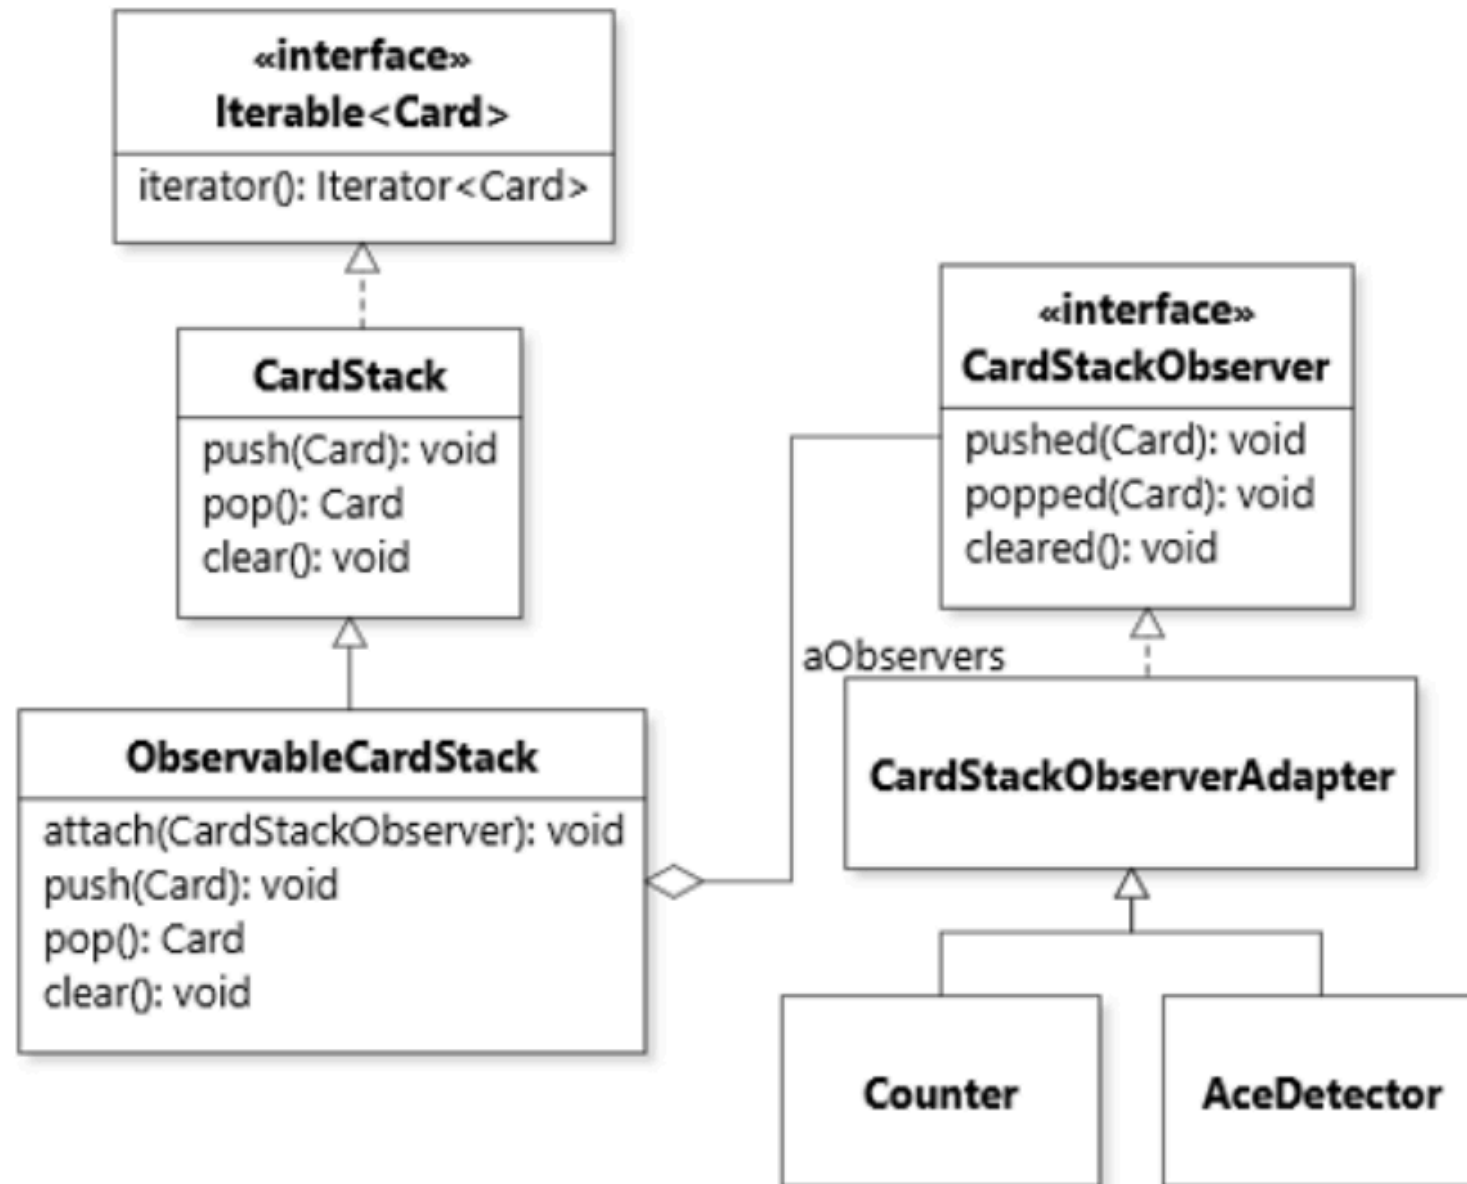 «interface»
Iterable<Card>
iterator(): Iterator<Card>
CardStack
push(Card): void
pop(): Card
clear(): void
ObservableCardStack
attach(CardStackObserver): void
push(Card): void
pop(): Card
clear(): void
«interface»
CardStackObserver
pushed(Card): void
popped(Card): void
cleared(): void
aObservers
CardStackObserverAdapter
Counter
AceDetector